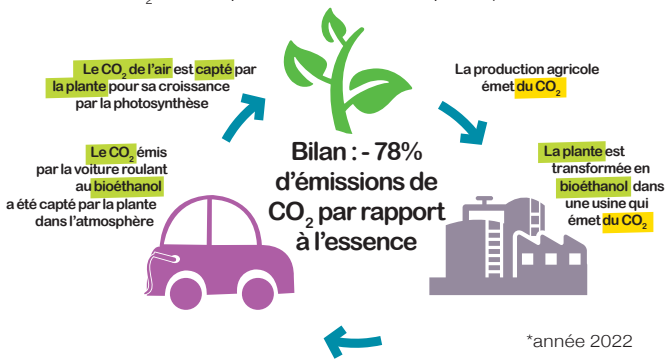 Le CO₂ de l'air est capté par
la plante pour sa croissance
par la photosynthèse
La production agricole
émet du CO₂
Le CO₂ émis
par la voiture roulant
au bioéthanol
a été capté par la plante
dans l'atmosphère
Bilan : - 78%
d'émissions de
CO₂ par rapport
à l'essence
La plante est
transformée en
bioéthanol dans
une usine qui
émet du CO₂
*année 2022